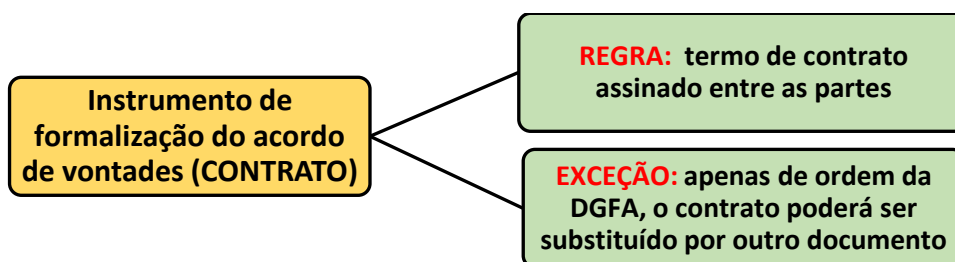 Instrumento de
formalização do acordo
de vontades (CONTRATO)
REGRA: termo de contrato
assinado entre as partes
EXCEÇÃO: apenas de ordem da
DGFA, o contrato poderá ser
substituído por outro documento